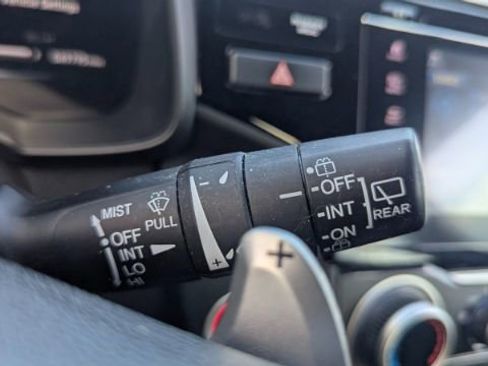 MIST
PULL
OFF
INT
LO
HI
- OFF
- INT
- ON
REAR
+